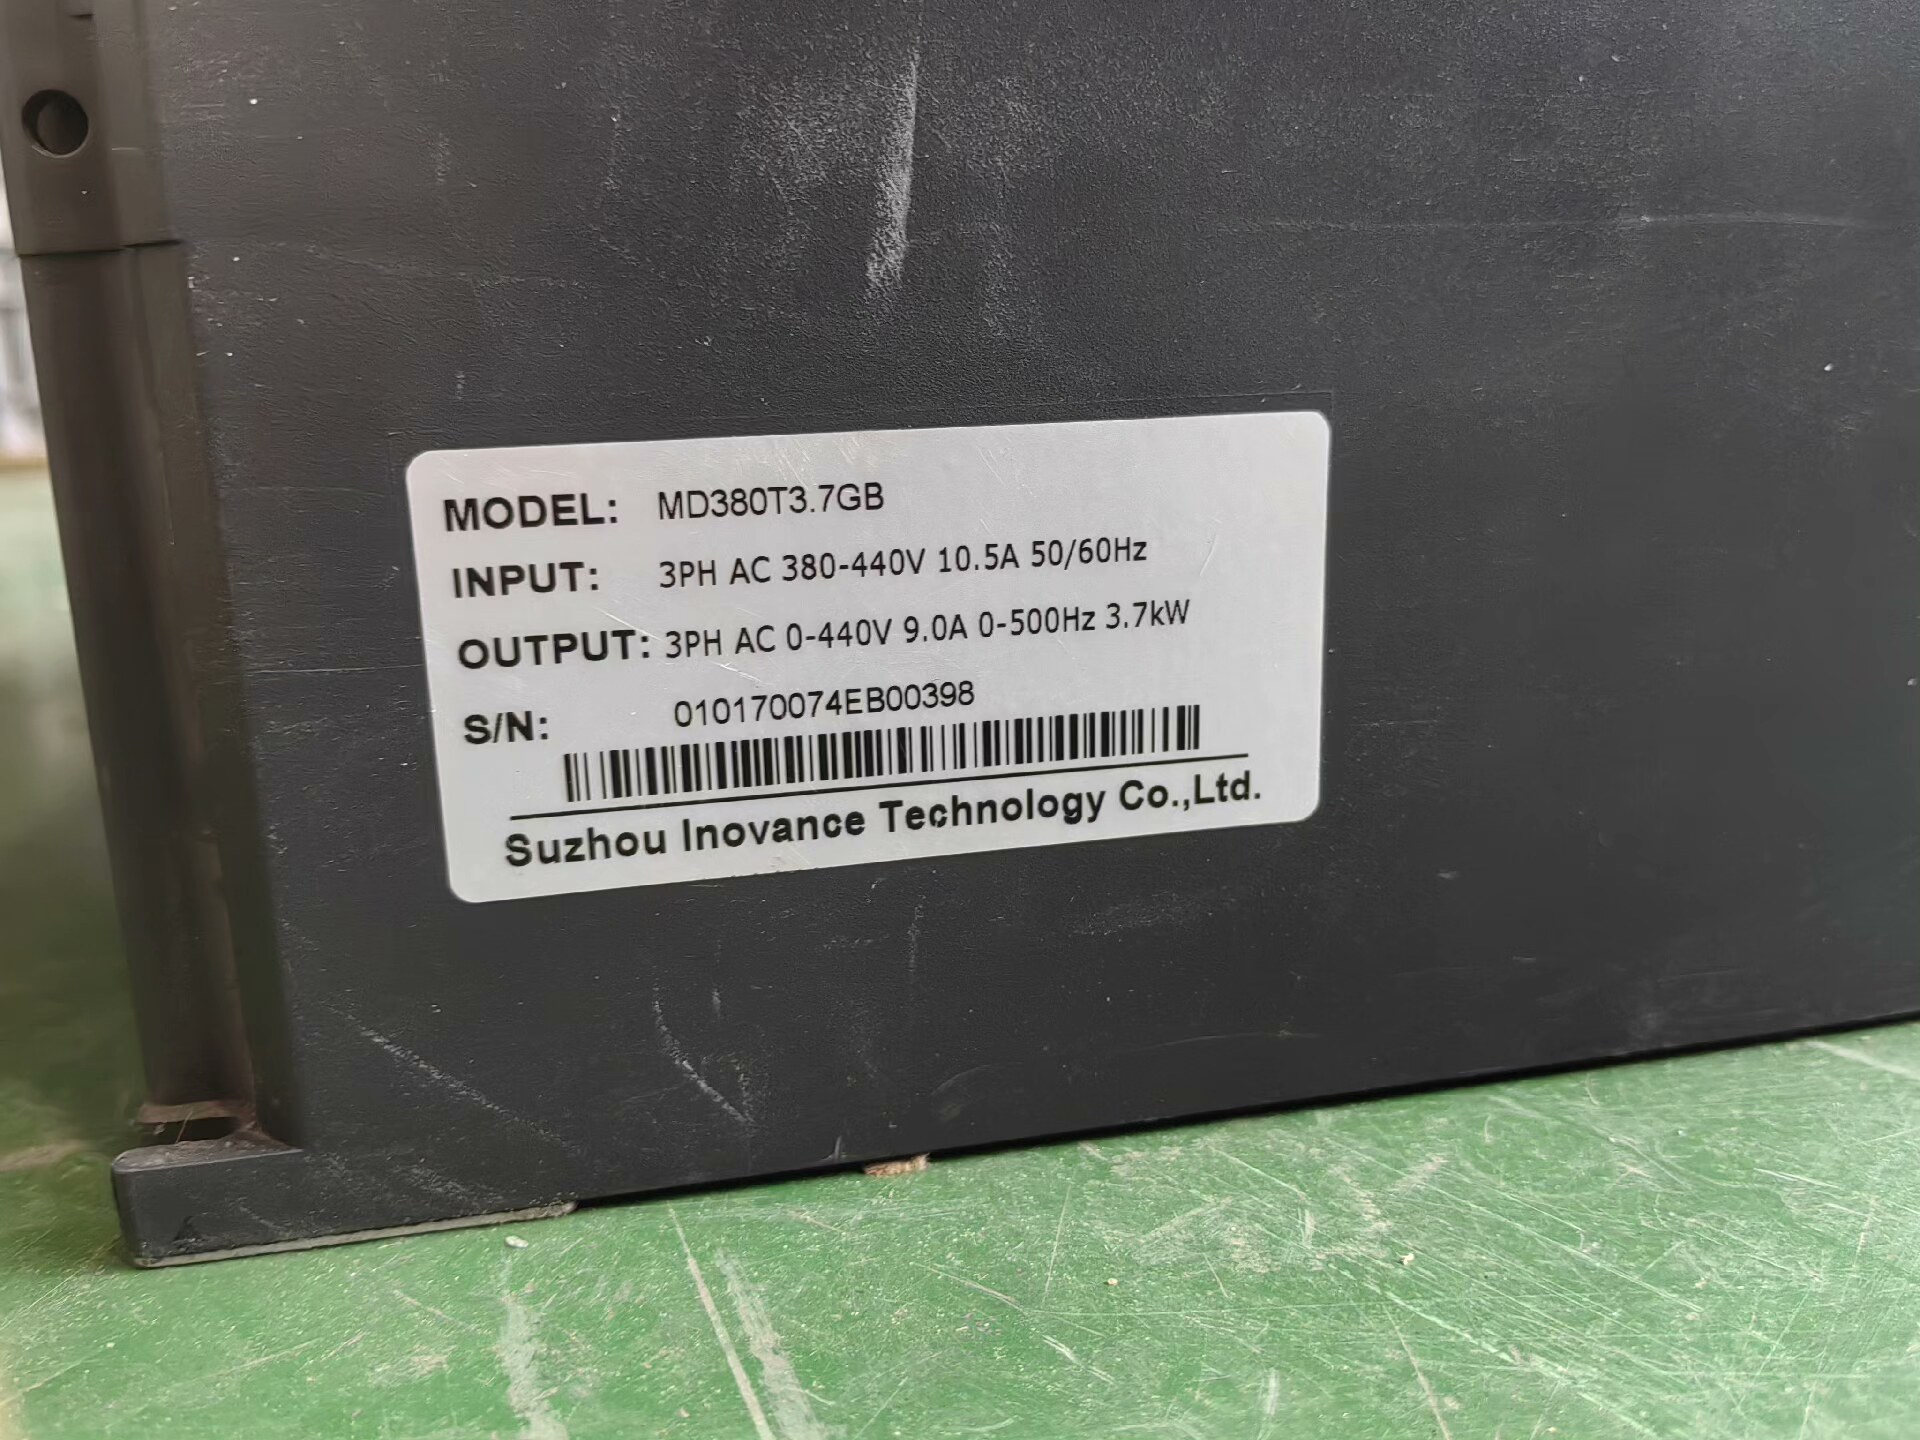 MODEL: MD380T3.7GB
INPUT: 3PH AC 380-440V 10.5A 50/60Hz
OUTPUT: 3PH AC 0-440V 9.0A 0-500Hz 3.7kW
S/N: 010170074EB00398
Suzhou Inovance Technology Co.,Ltd.